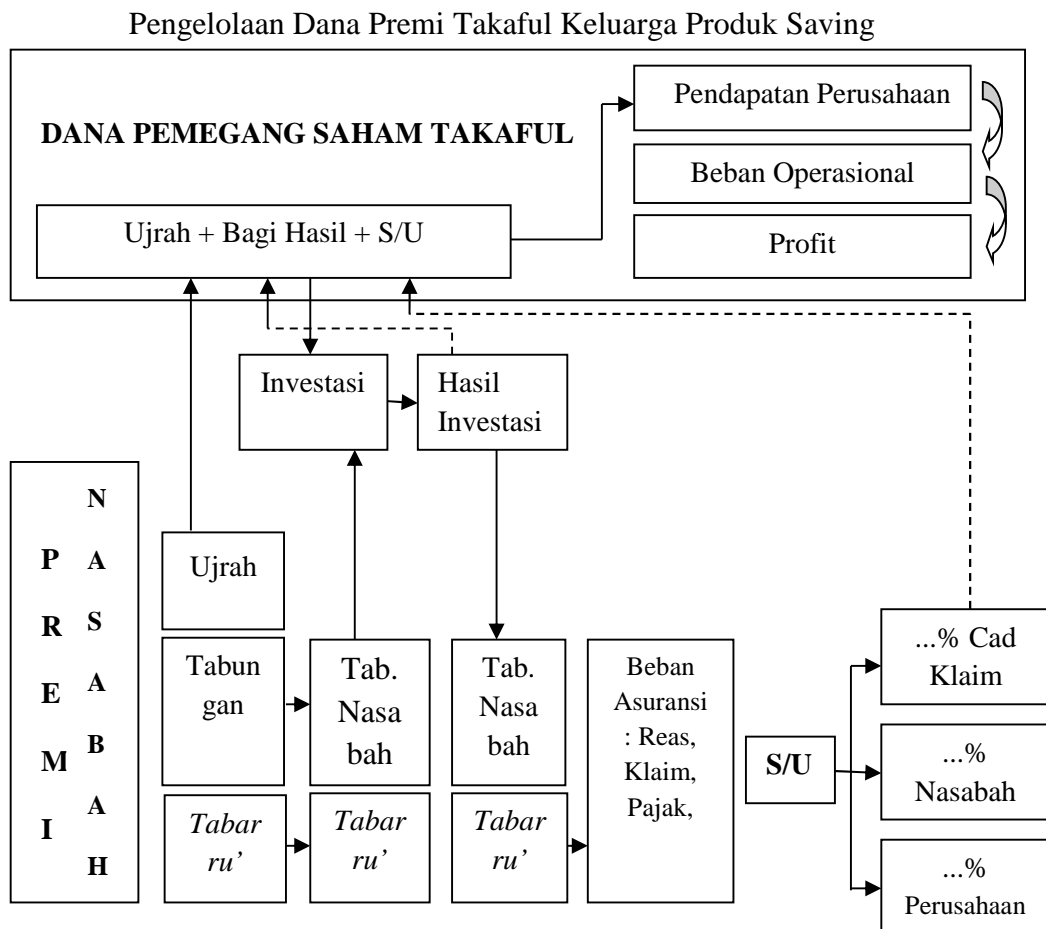 Pengelolaan Dana Premi Takaful Keluarga Produk Saving
DANA PEMEGANG SAHAM TAKAFUL
Pendapatan Perusahaan
Beban Operasional
Profit
Ujrah + Bagi Hasil + S/U
Investasi
Hasil
Investasi
PREMI
NASABAH
Ujrah
Tabun
gan
Tabar
ru’
Tab.
Nasa
bah
Tabar
ru’
Tab.
Nasa
bah
Tabar
ru’
Beban
Asuransi
: Reas,
Klaim,
Pajak,
S/U
...% Cad
Klaim
...%
Nasabah
...%
Perusahaan